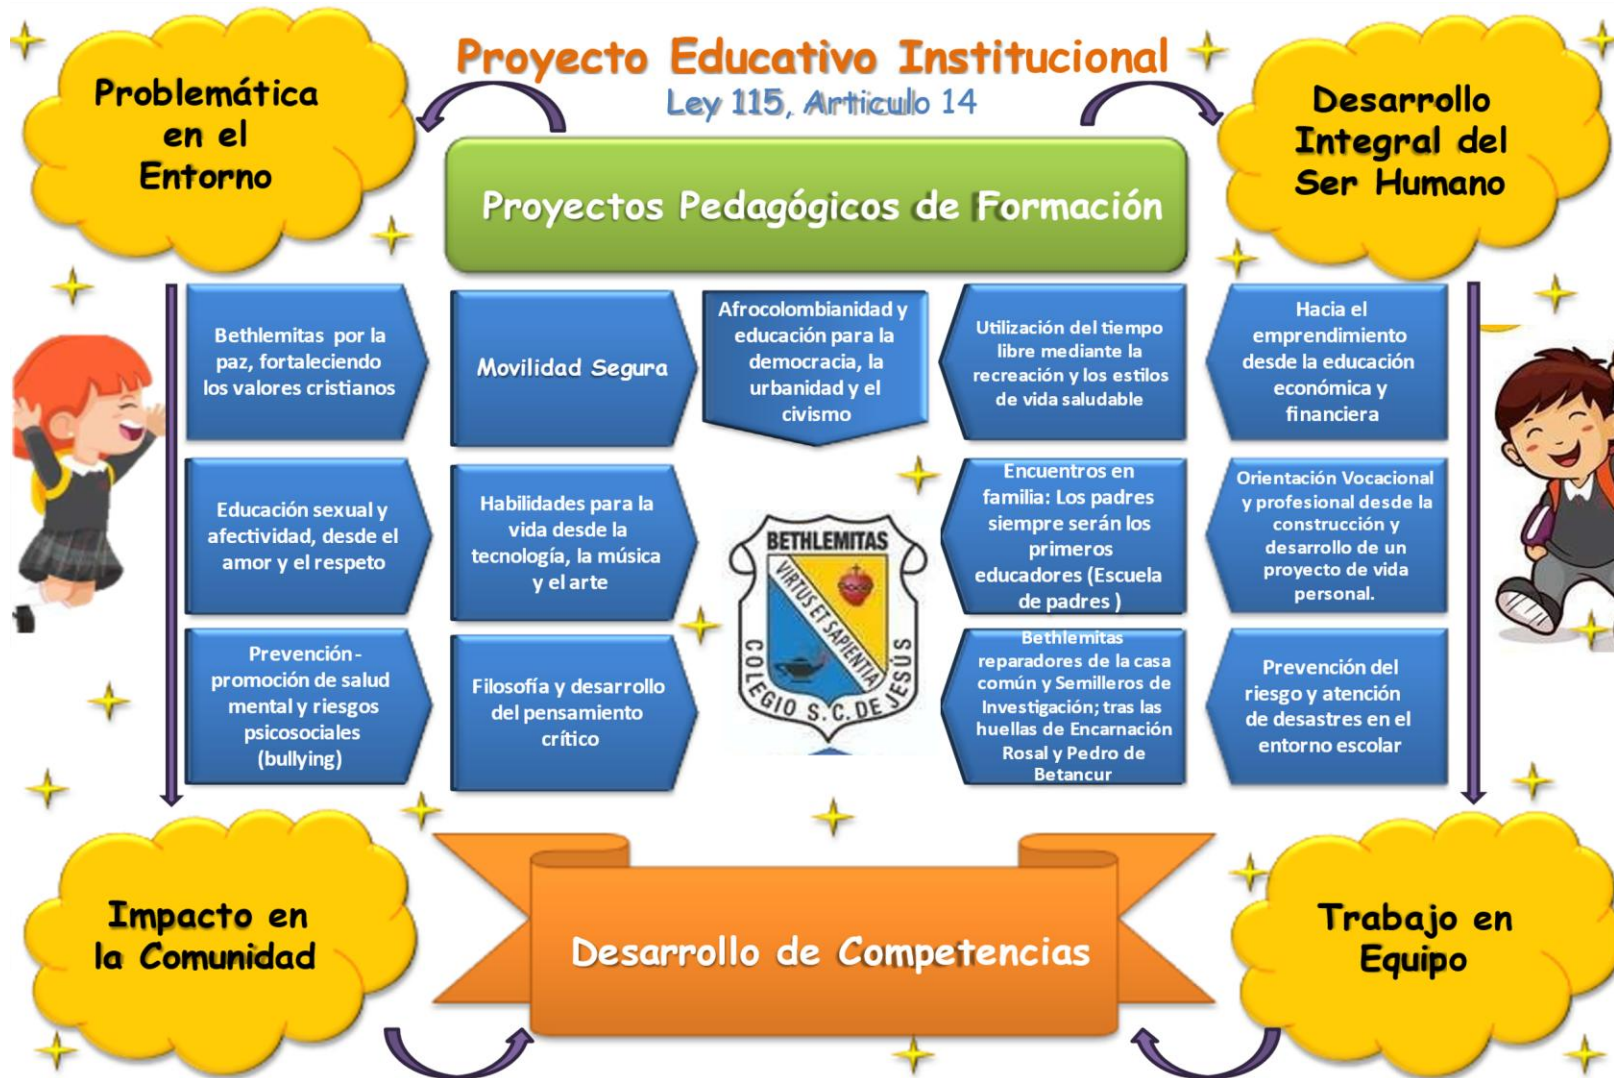 Proyecto Educativo Institucional
Ley 115, Articulo 14
Problemática
en el
Entorno
Desarrollo
Integral del
Ser Humano
Proyectos Pedagógicos de Formación
Bethlemitas por la
paz, fortaleciendo
los valores cristianos
Movilidad Segura
Afrocolombianidad y
educación para la
democracia, la
urbanidad y el
civismo
Utilización del tiempo
libre mediante la
recreación y los estilos
de vida saludable
Hacia el
emprendimiento
desde la educación
económica y
financiera
Educación sexual y
afectividad, desde el
amor y el respeto
Habilidades para la
vida desde la
tecnología, la música
y el arte
BETHLEMITAS
VIRTUS ET SAPIENTIA
COLEGIO S.C. DE JESÚS
Encuentros en
familia: Los padres
siempre serán los
primeros
educadores (Escuela
de padres )
Orientación Vocacional
y profesional desde la
construcción y
desarrollo de un
proyecto de vida
personal.
Prevención-
promoción de salud
mental y riesgos
psicosociales
(bullying)
Filosofía y desarrollo
del pensamiento
crítico
Bethlemitas
reparadores de la casa
común y Semilleros de
Investigación; tras las
huellas de Encarnación
Rosal y Pedro de
Betancur
Prevención del
riesgo y atención
de desastres en el
entorno escolar
Impacto en
la Comunidad
Desarrollo de Competencias
Trabajo en
Equipo